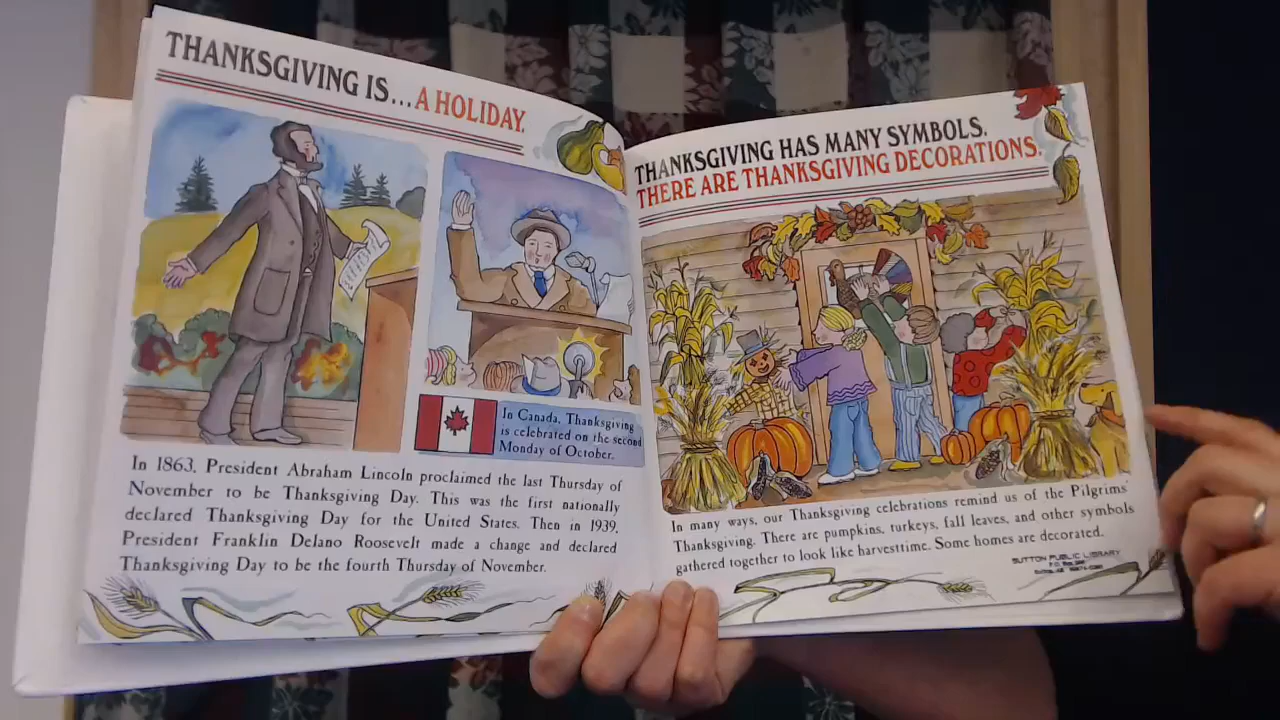 THANKSGIVING IS...A HOLIDAY.
In Canada, Thanksgiving
is celebrated on the second
Monday of October.
In 1863, President Abraham Lincoln proclaimed the last Thursday of
November to be Thanksgiving Day. This was the first nationally
declared Thanksgiving Day for the United States. Then in 1939,
President Franklin Delano Roosevelt made a change and declared
Thanksgiving Day to be the fourth Thursday of November.
THANKSGIVING HAS MANY SYMBOLS.
THERE ARE THANKSGIVING DECORATIONS.
In many ways, our Thanksgiving celebrations remind us of the Pilgrims'
Thanksgiving. There are pumpkins, turkeys, fall leaves, and other symbols
gathered together to look like harvesttime. Some homes are decorated.
SUTTON PUBLIC LIBRARY